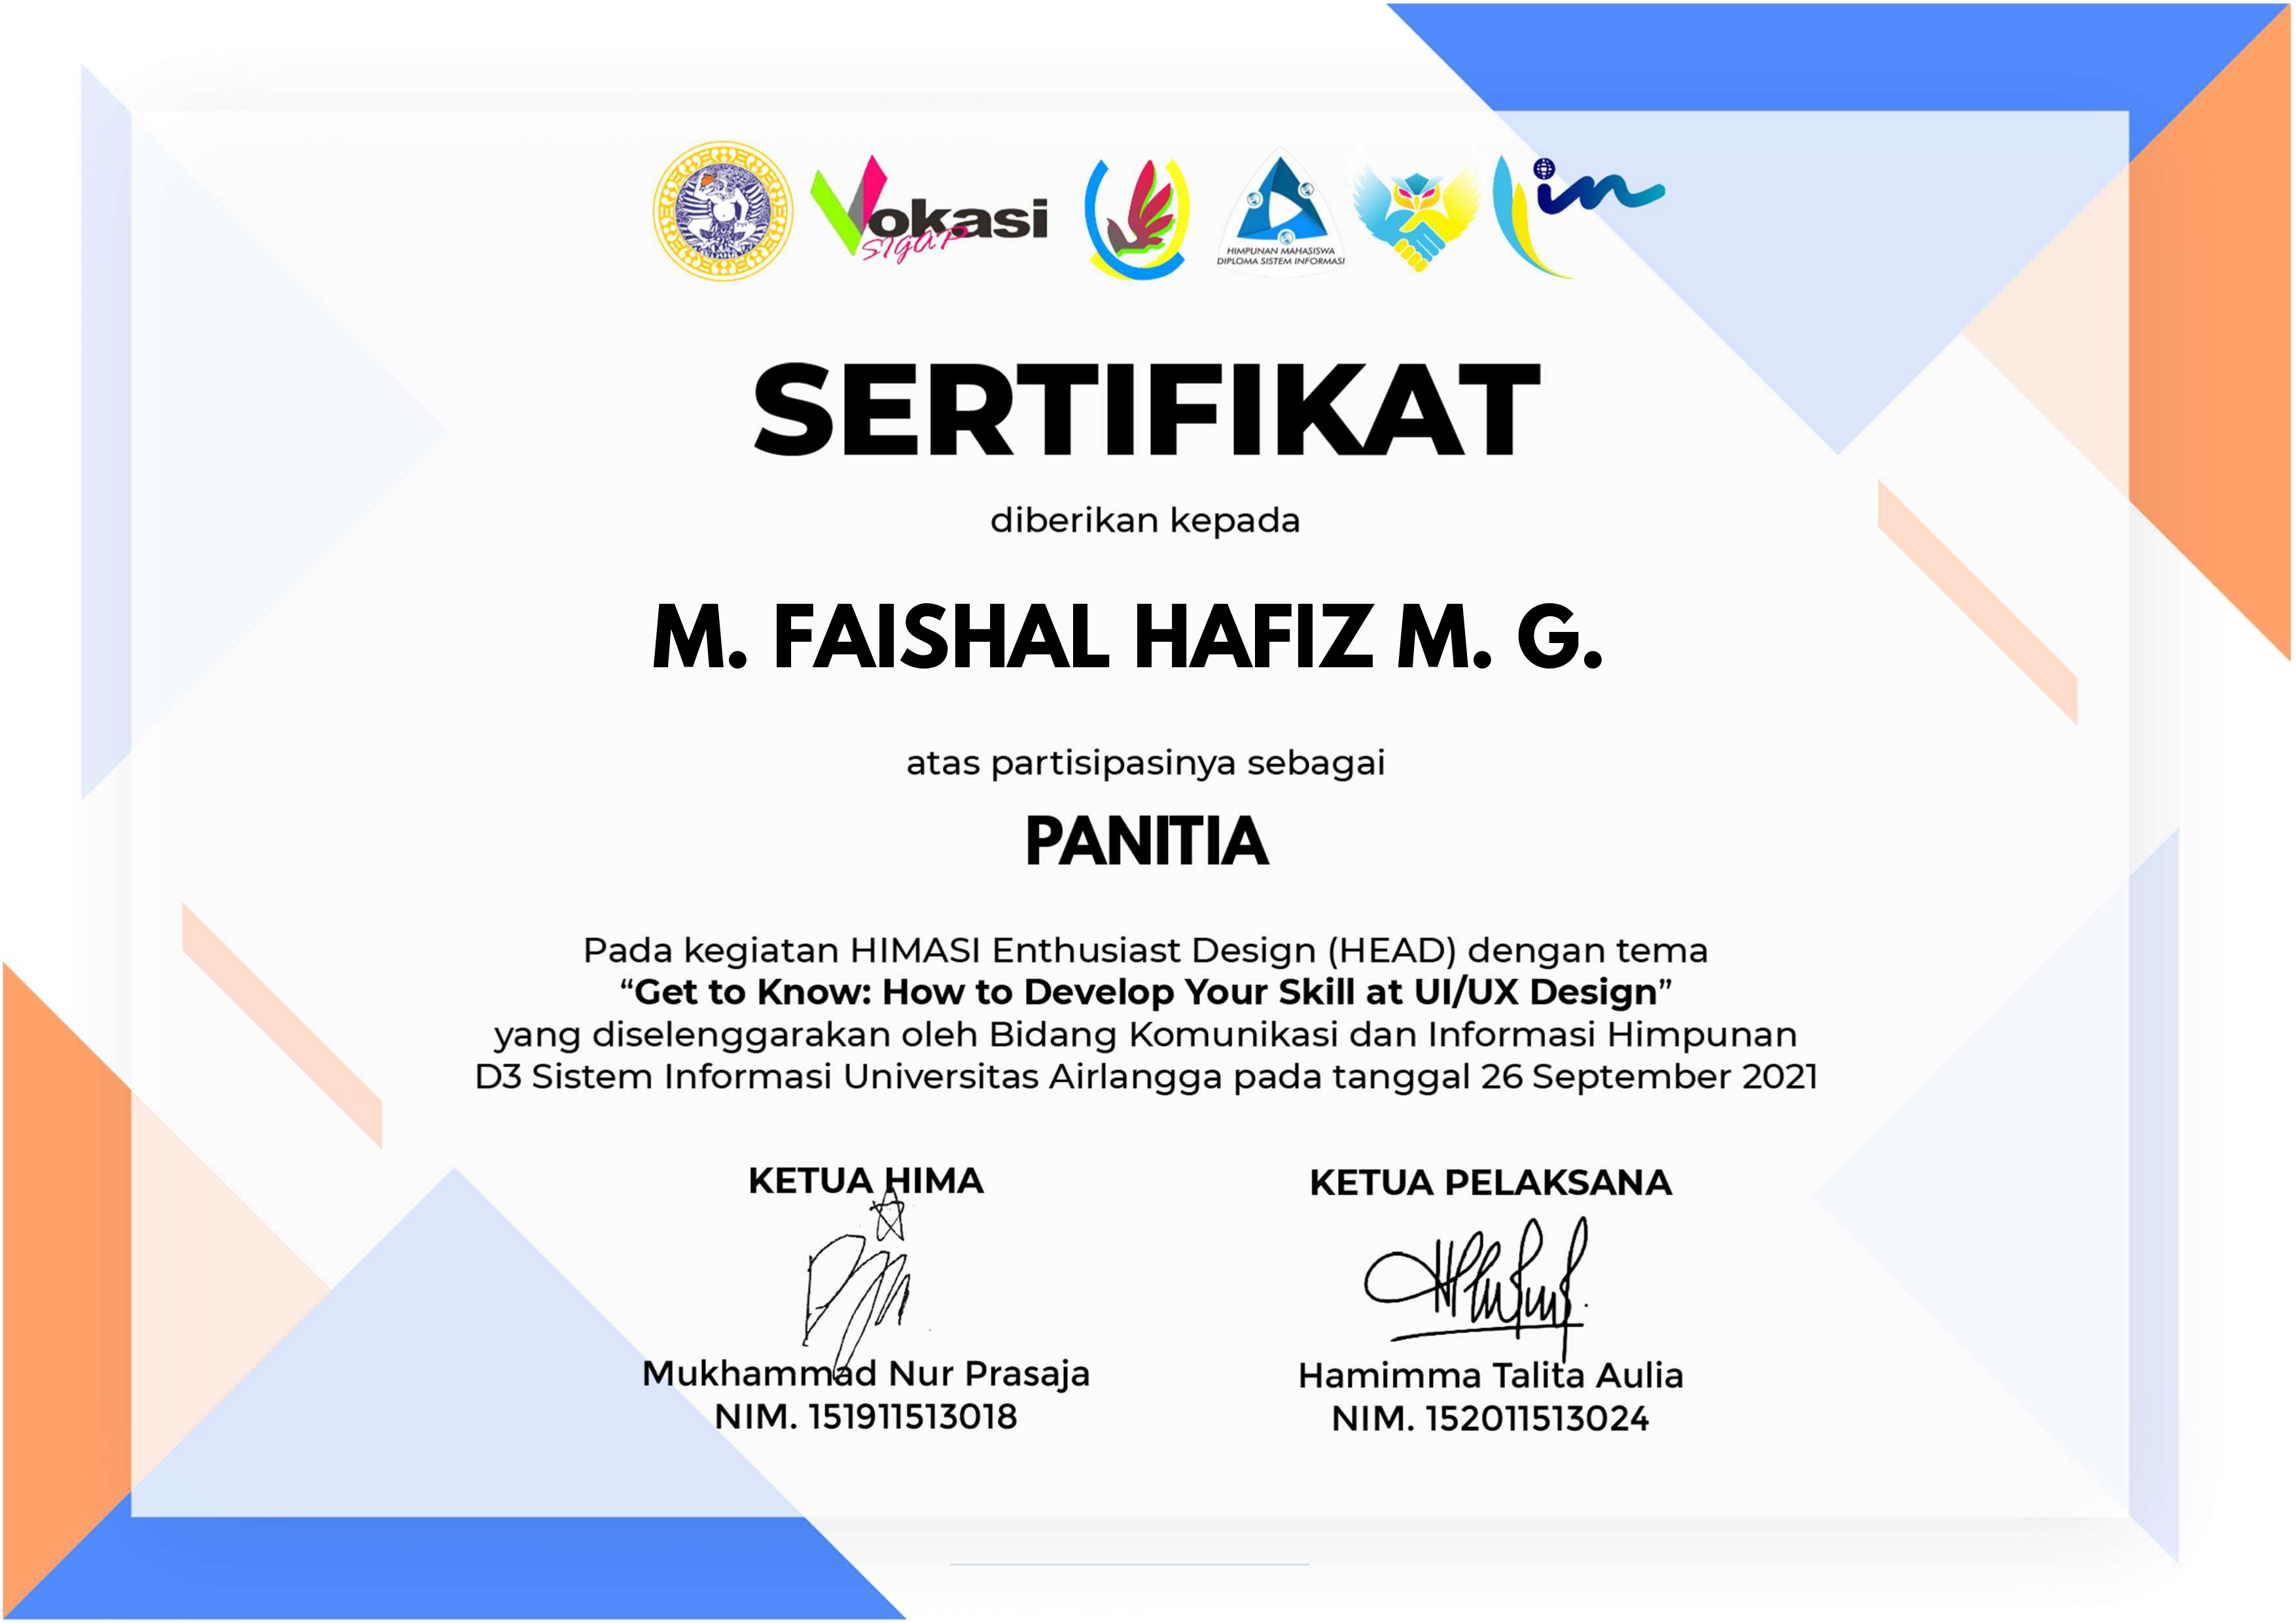 Vokasi
SIGAP
in
HIMPUNAN MAHASISWA
DIPLOMA SISTEM INFORMASI
SERTIFIKAT
diberikan kepada
M. FAISHAL HAFIZ M. G.
atas partisipasinya sebagai
PANITIA
Pada kegiatan HIMASI Enthusiast Design (HEAD) dengan tema
“Get to Know: How to Develop Your Skill at UI/UX Design”
yang diselenggarakan oleh Bidang Komunikasi dan Informasi Himpunan
D3 Sistem Informasi Universitas Airlangga pada tanggal 26 September 2021
KETUA HIMA
Mukhammad Nur Prasaja
NIM. 151911513018
KETUA PELAKSANA
Hamimma Talita Aulia
NIM. 152011513024